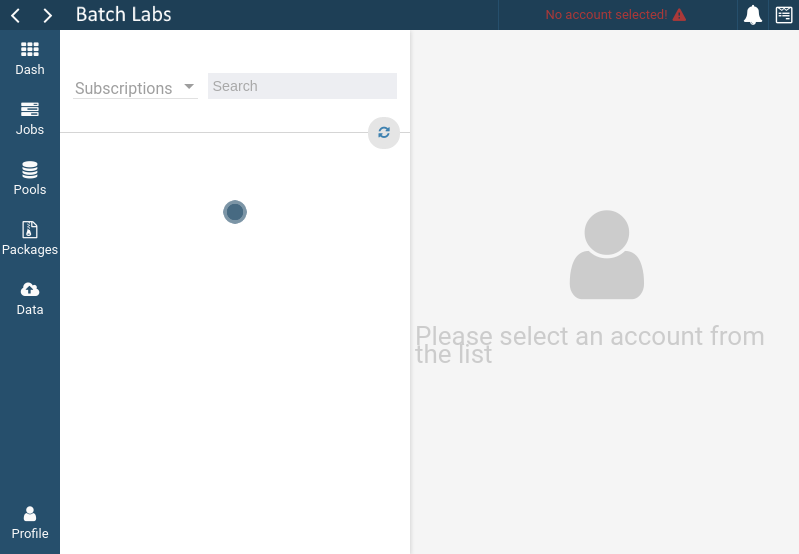 Batch Labs
No account selected!
Dash
Jobs
Pools
Packages
Data
Profile
Subscriptions
Search
Please select an account from
the list